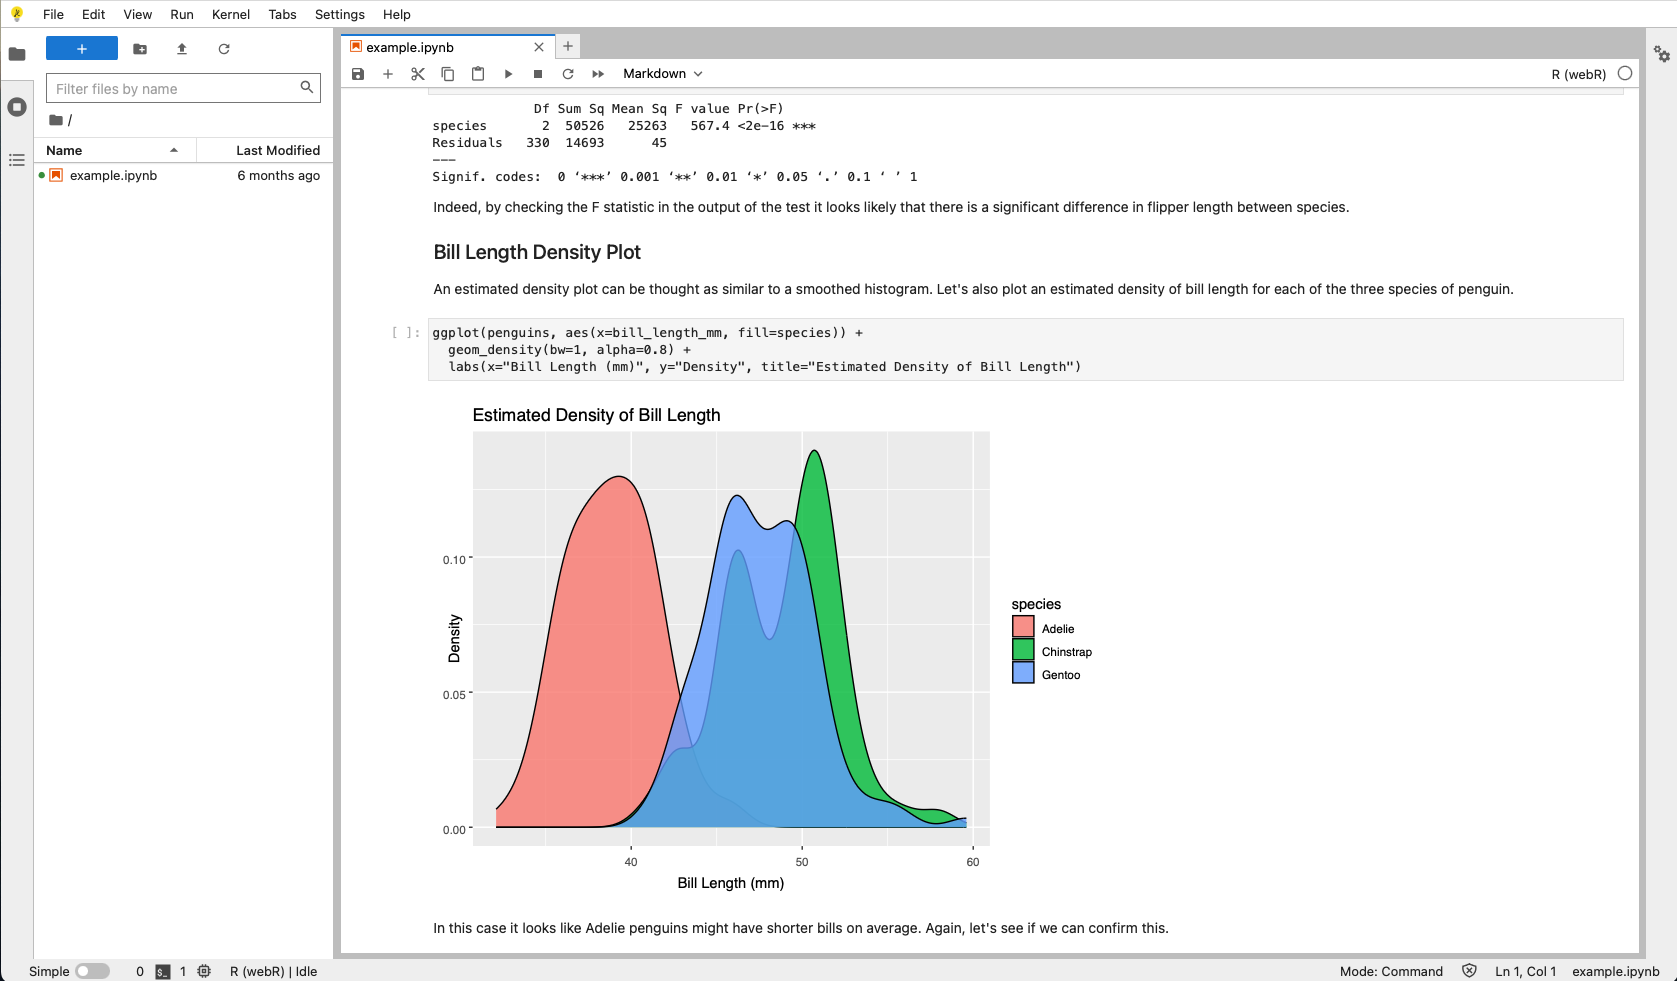 File Edit View Run Kernel Tabs Settings Help
+
Filter files by name
/
Name Last Modified
example.ipynb 6 months ago
example.ipynb
Markdown
R (webR)
Df Sum Sq Mean Sq F value Pr(>F)
species 2 50526 25263 567.4 <2e-16 ***
Residuals 330 14693 45
---
Signif. codes: 0 ‘***’ 0.001 ‘**’ 0.01 ‘*’ 0.05 ‘.’ 0.1 ‘ ’ 1
Indeed, by checking the F statistic in the output of the test it looks likely that there is a significant difference in flipper length between species.
Bill Length Density Plot
An estimated density plot can be thought as similar to a smoothed histogram. Let's also plot an estimated density of bill length for each of the three species of penguin.
[ ]: ggplot(penguins, aes(x=bill_length_mm, fill=species)) +
geom_density(bw=1, alpha=0.8) +
labs(x="Bill Length (mm)", y="Density", title="Estimated Density of Bill Length")
Estimated Density of Bill Length
0.10
0.05
0.00
Density
40 50 60
Bill Length (mm)
species
Adelie
Chinstrap
Gentoo
In this case it looks like Adelie penguins might have shorter bills on average. Again, let's see if we can confirm this.
Simple 0 $_ 1 R (webR) | Idle Mode: Command Ln 1, Col 1 example.ipynb